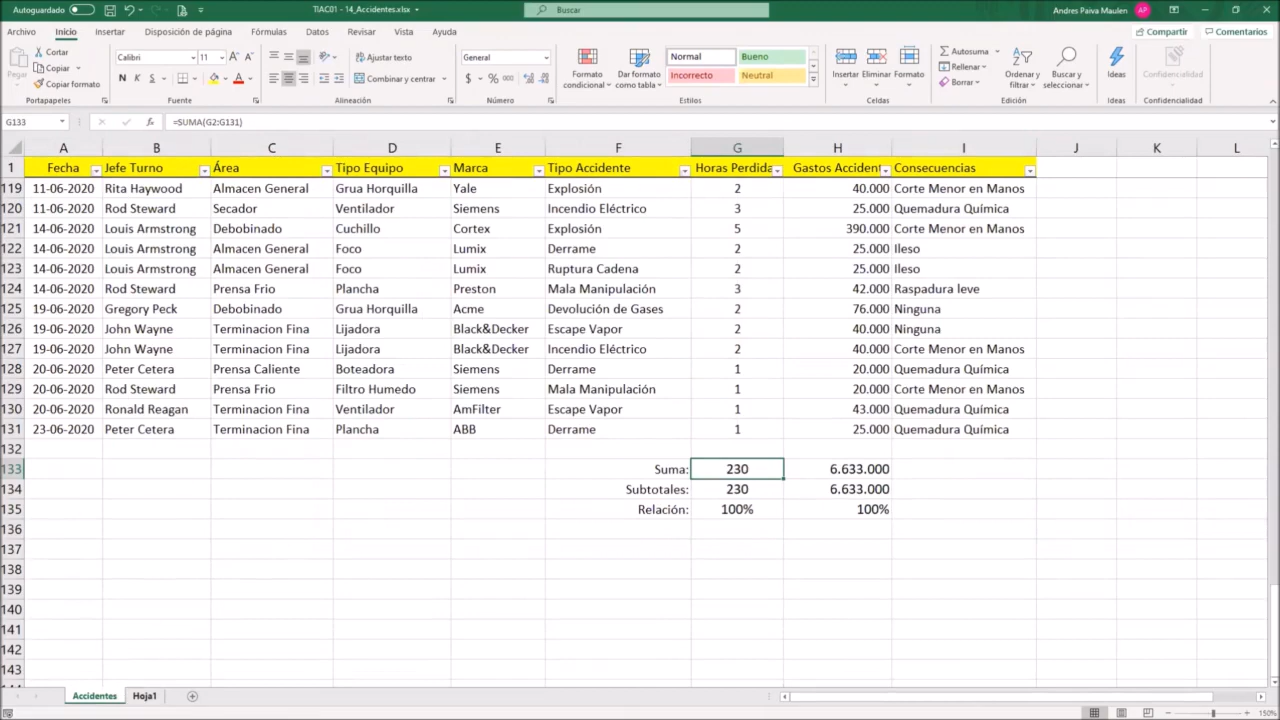 Autoguardado TIAC01 - 14_Accidentes.xlsx Buscar Andres Paiva Maulen AP
Archivo Inicio Insertar Disposición de página Fórmulas Datos Revisar Vista Ayuda Compartir Comentarios
Pegar Cortar Copiar Copiar formato Portapapeles
Calibri 11 N K S Fuente
Ajustar texto Combinar y centrar Alineación
General $ % 000 Número
Formato condicional Dar formato como tabla Normal Bueno Incorrecto Neutral Estilos
Insertar Eliminar Formato Celdas
Autosuma Rellenar Borrar Ordenar y filtrar Buscar y seleccionar Edición
Ideas Ideas
Confidencialidad Confidencialidad
G133 fx =SUMA(G2:G131)
A B C D E F G H I J K L
1 Fecha Jefe Turno Área Tipo Equipo Marca Tipo Accidente Horas Perdida Gastos Accident Consecuencias
119 11-06-2020 Rita Haywood Almacen General Grua Horquilla Yale Explosión 2 40.000 Corte Menor en Manos
120 11-06-2020 Rod Steward Secador Ventilador Siemens Incendio Eléctrico 3 25.000 Quemadura Química
121 14-06-2020 Louis Armstrong Debobinado Cuchillo Cortex Explosión 5 390.000 Corte Menor en Manos
122 14-06-2020 Louis Armstrong Almacen General Foco Lumix Derrame 2 25.000 Ileso
123 14-06-2020 Louis Armstrong Almacen General Foco Lumix Ruptura Cadena 2 25.000 Ileso
124 14-06-2020 Rod Steward Prensa Frio Plancha Preston Mala Manipulación 3 42.000 Raspadura leve
125 19-06-2020 Gregory Peck Debobinado Grua Horquilla Acme Devolución de Gases 2 76.000 Ninguna
126 19-06-2020 John Wayne Terminacion Fina Lijadora Black&Decker Escape Vapor 2 40.000 Ninguna
127 19-06-2020 John Wayne Terminacion Fina Lijadora Black&Decker Incendio Eléctrico 2 40.000 Corte Menor en Manos
128 20-06-2020 Peter Cetera Prensa Caliente Boteadora Siemens Derrame 1 20.000 Quemadura Química
129 20-06-2020 Rod Steward Prensa Frio Filtro Humedo Siemens Mala Manipulación 1 20.000 Corte Menor en Manos
130 20-06-2020 Ronald Reagan Terminacion Fina Ventilador AmFilter Escape Vapor 1 43.000 Quemadura Química
131 23-06-2020 Peter Cetera Terminacion Fina Plancha ABB Derrame 1 25.000 Quemadura Química
132
133 Suma: 230 6.633.000
134 Subtotales: 230 6.633.000
135 Relación: 100% 100%
136
137
138
139
140
141
142
143
Accidentes Hoja1
150%